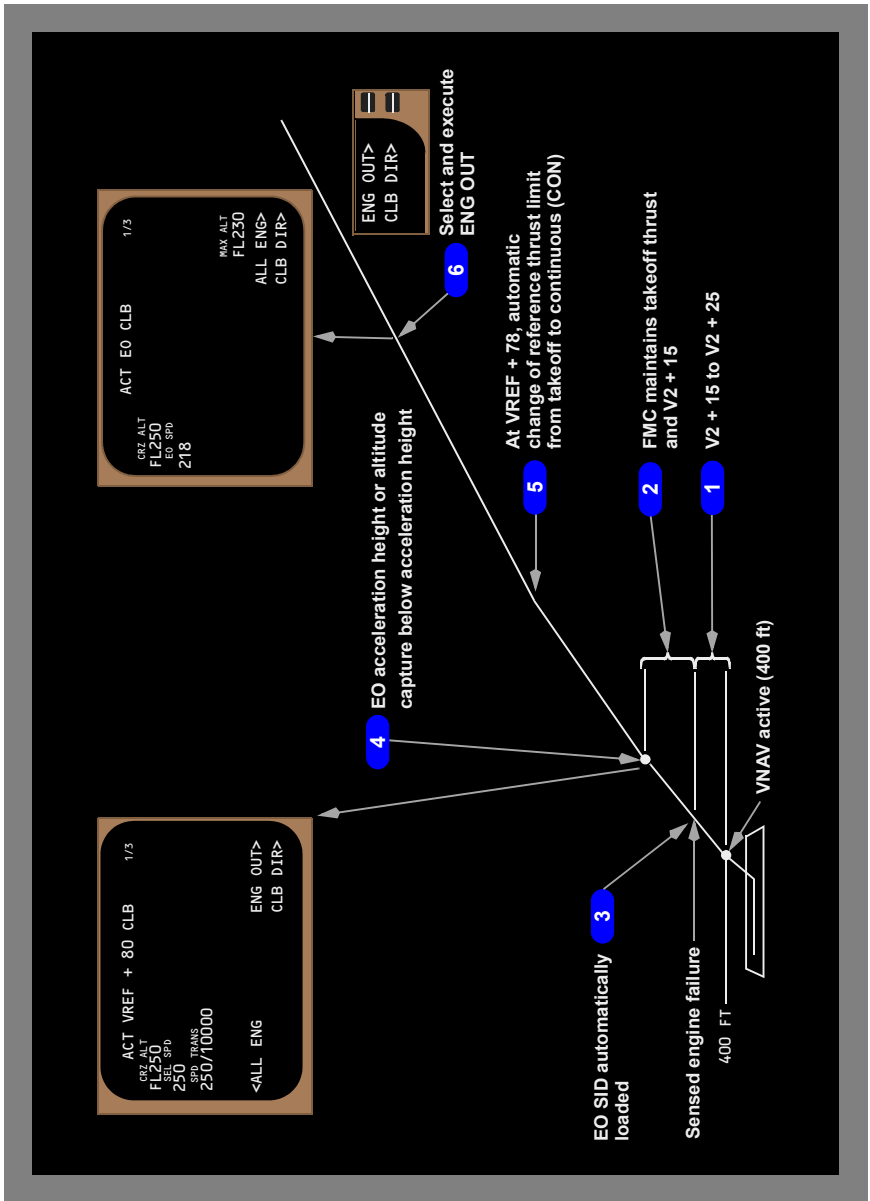 ACT VREF + 80 CLB 1/3
CRZ ALT
FL250
SEL SPD
250
SPD TRANS
250/10000
<ALL ENG ENG OUT>
CLB DIR>
ACT EO CLB 1/3
CRZ ALT
FL250
EO SPD
218
MAX ALT
FL230
ALL ENG>
CLB DIR>
ENG OUT>
CLB DIR>
6 Select and execute
ENG OUT
4 EO acceleration height or altitude
capture below acceleration height
5 At VREF + 78, automatic
change of reference thrust limit
from takeoff to continuous (CON)
EO SID automatically
loaded
3
2 FMC maintains takeoff thrust
and V2 + 15
Sensed engine failure
1 V2 + 15 to V2 + 25
400 FT
VNAV active (400 ft)